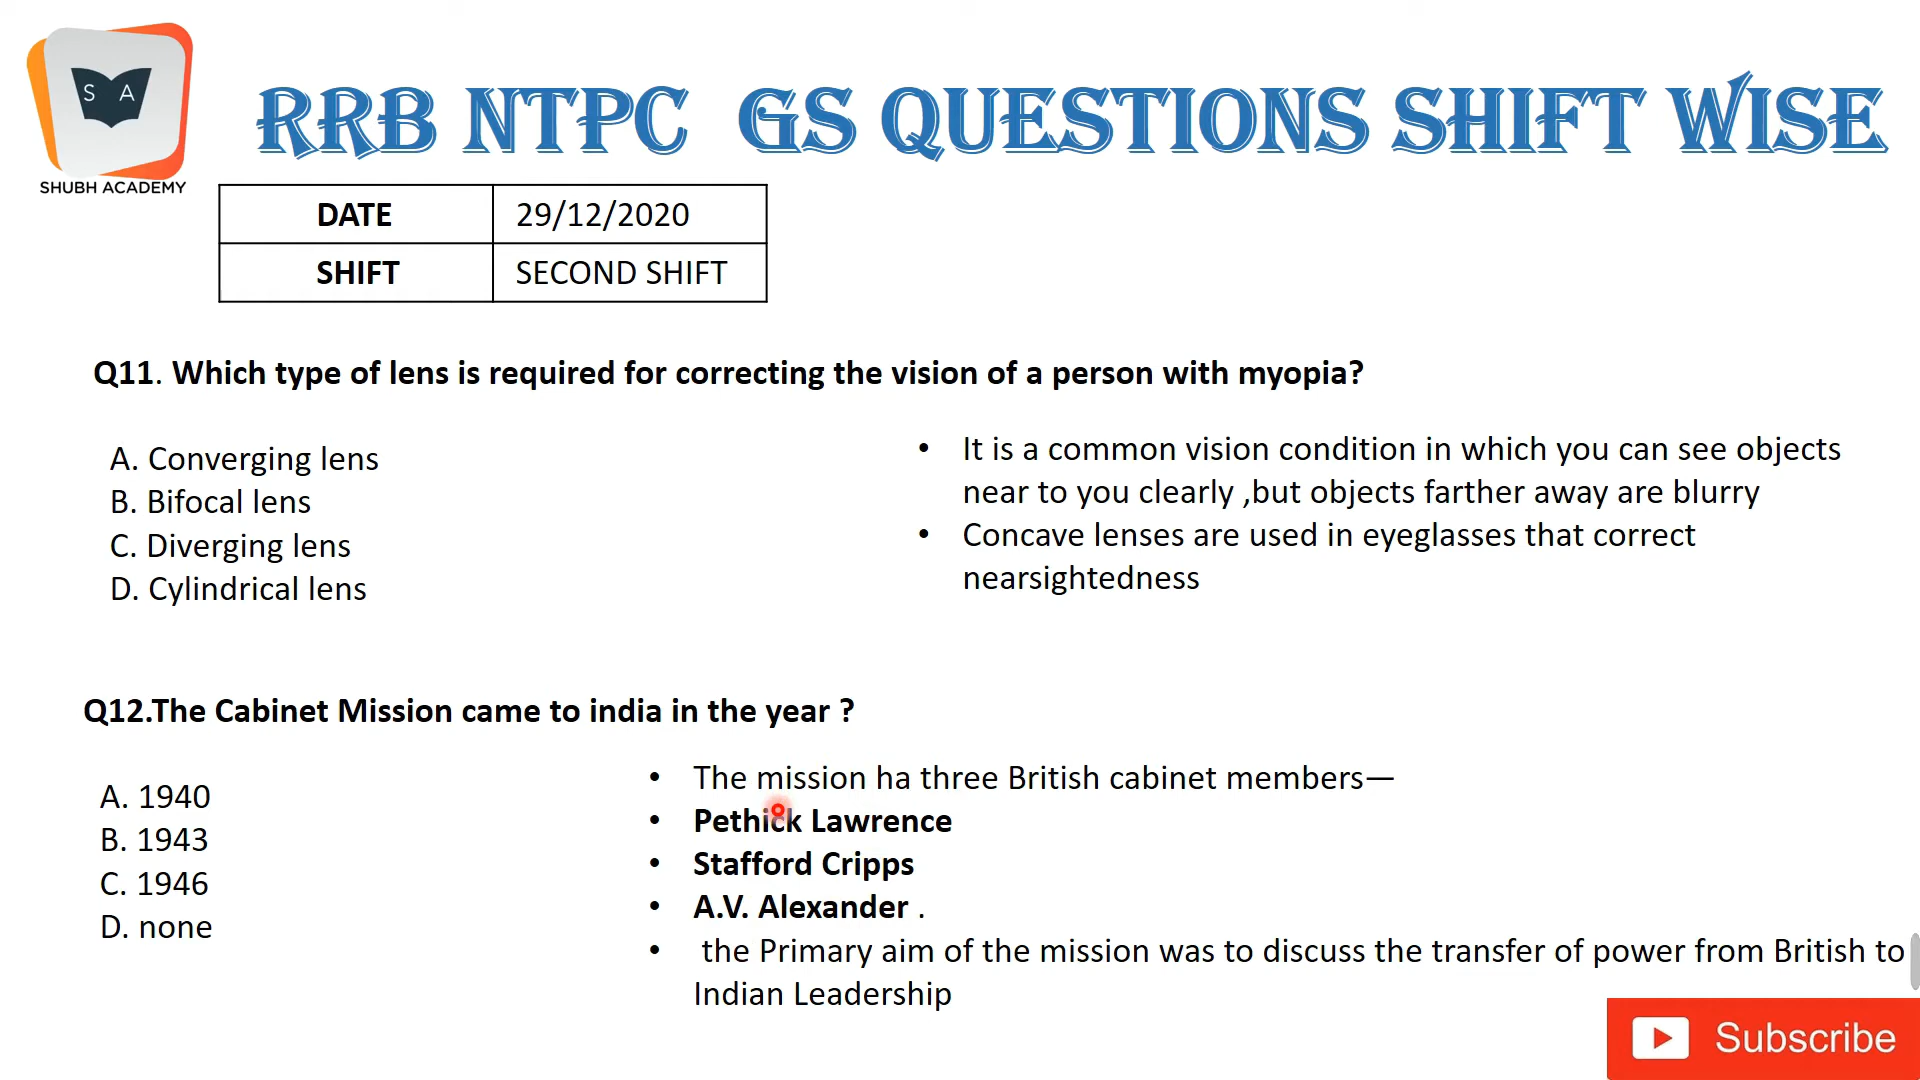 S A
SHUBH ACADEMY
RRB NTPC GS QUESTIONS SHIFT WISE
DATE 29/12/2020
SHIFT SECOND SHIFT
Q11. Which type of lens is required for correcting the vision of a person with myopia?
A. Converging lens
B. Bifocal lens
C. Diverging lens
D. Cylindrical lens
• It is a common vision condition in which you can see objects
near to you clearly ,but objects farther away are blurry
• Concave lenses are used in eyeglasses that correct
nearsightedness
Q12.The Cabinet Mission came to india in the year ?
A. 1940
B. 1943
C. 1946
D. none
• The mission ha three British cabinet members—
• Pethick Lawrence
• Stafford Cripps
• A.V. Alexander .
• the Primary aim of the mission was to discuss the transfer of power from British to
Indian Leadership
Subscribe